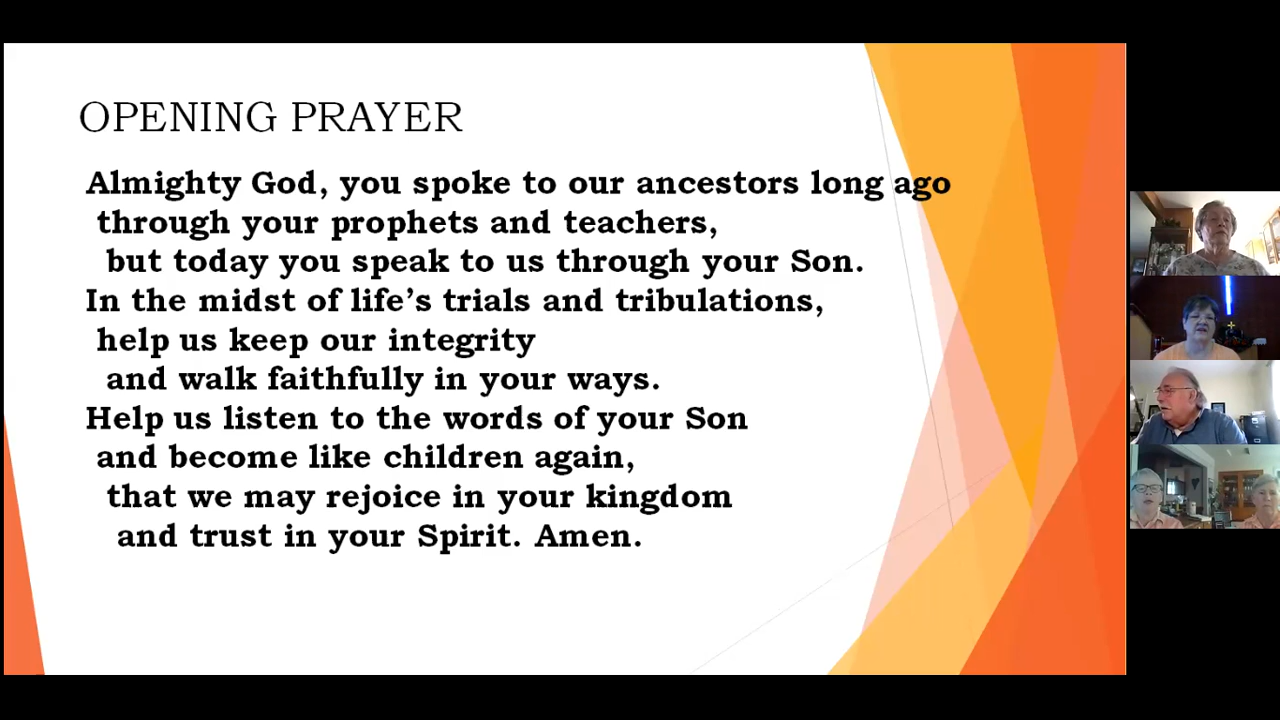 OPENING PRAYER
Almighty God, you spoke to our ancestors long ago
through your prophets and teachers,
but today you speak to us through your Son.
In the midst of life’s trials and tribulations,
help us keep our integrity
and walk faithfully in your ways.
Help us listen to the words of your Son
and become like children again,
that we may rejoice in your kingdom
and trust in your Spirit. Amen.